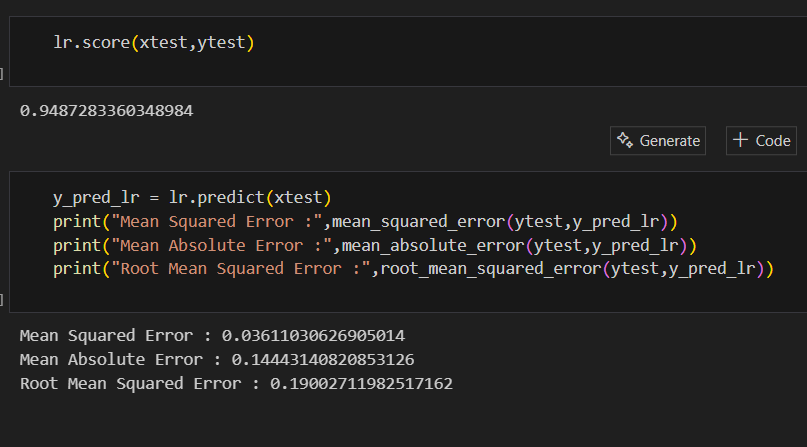 lr.score(xtest,ytest)
]
0.9487283360348984
Generate
Code
y_pred_lr = lr.predict(xtest)
print("Mean Squared Error :",mean_squared_error(ytest,y_pred_lr))
print("Mean Absolute Error :",mean_absolute_error(ytest,y_pred_lr))
print("Root Mean Squared Error :",root_mean_squared_error(ytest,y_pred_lr))
]
Mean Squared Error : 0.03611030626905014
Mean Absolute Error : 0.14443140820853126
Root Mean Squared Error : 0.19002711982517162